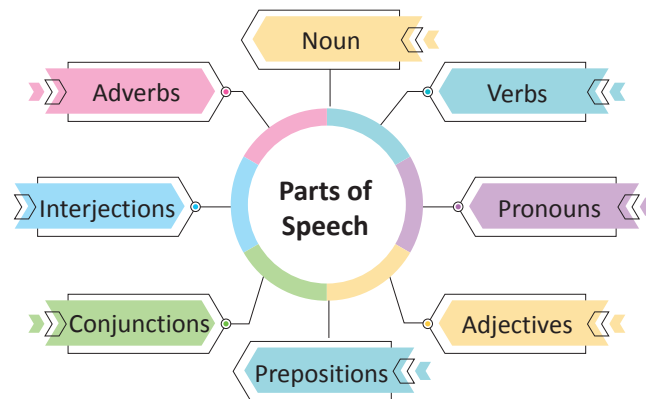 Noun
Adverbs
Verbs
Interjections
Parts of
Speech
Pronouns
Conjunctions
Adjectives
Prepositions